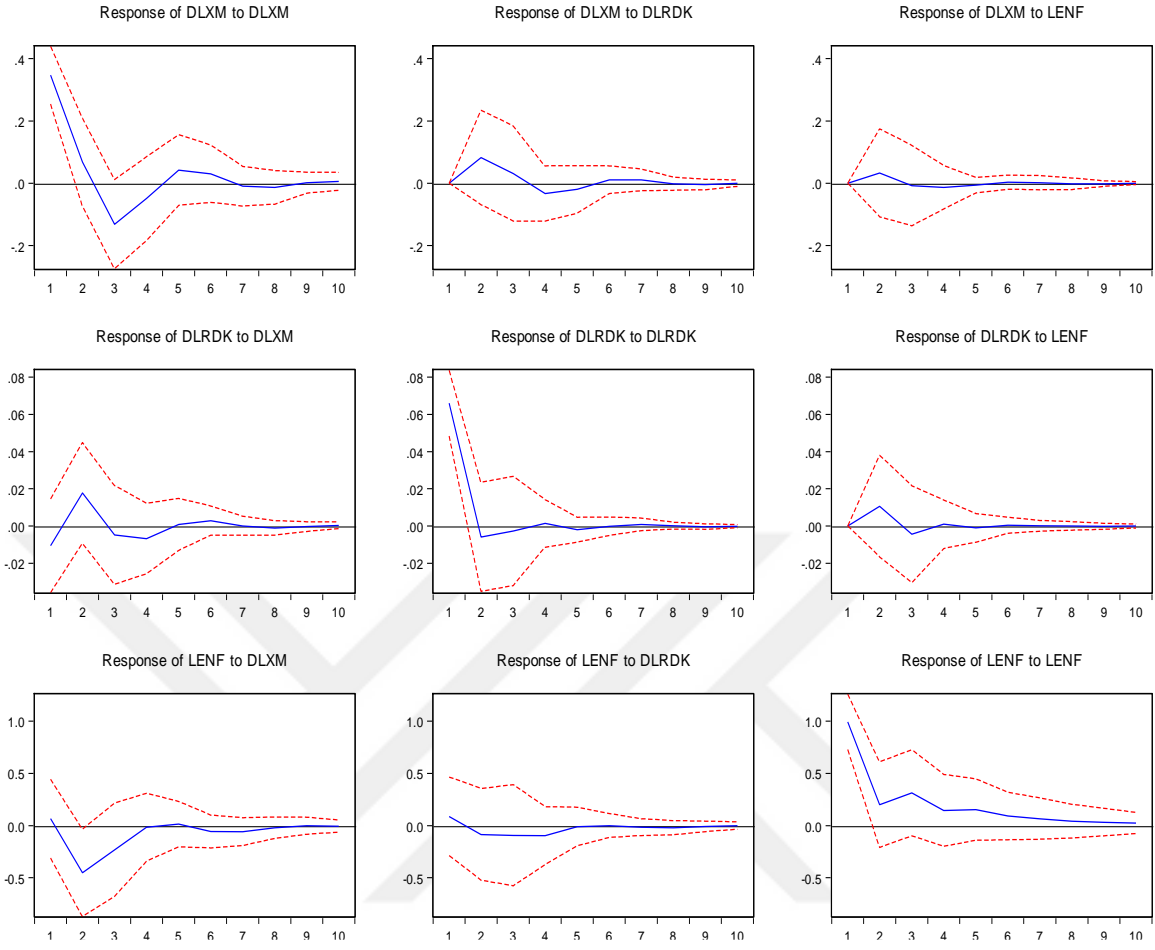 Response of DLXM to DLXM
Response of DLXM to DLRDK
Response of DLXM to LENF
.4
.2
.0
-.2
1 2 3 4 5 6 7 8 9 10
.4
.2
.0
-.2
1 2 3 4 5 6 7 8 9 10
.4
.2
.0
-.2
1 2 3 4 5 6 7 8 9 10
Response of DLRDK to DLXM
Response of DLRDK to DLRDK
Response of DLRDK to LENF
.08
.06
.04
.02
.00
-.02
1 2 3 4 5 6 7 8 9 10
.08
.06
.04
.02
.00
-.02
1 2 3 4 5 6 7 8 9 10
.08
.06
.04
.02
.00
-.02
1 2 3 4 5 6 7 8 9 10
Response of LENF to DLXM
Response of LENF to DLRDK
Response of LENF to LENF
1.0
0.5
0.0
-0.5
1 2 3 4 5 6 7 8 9 10
1.0
0.5
0.0
-0.5
1 2 3 4 5 6 7 8 9 10
1.0
0.5
0.0
-0.5
1 2 3 4 5 6 7 8 9 10